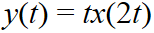 y(t) = tx(2t)